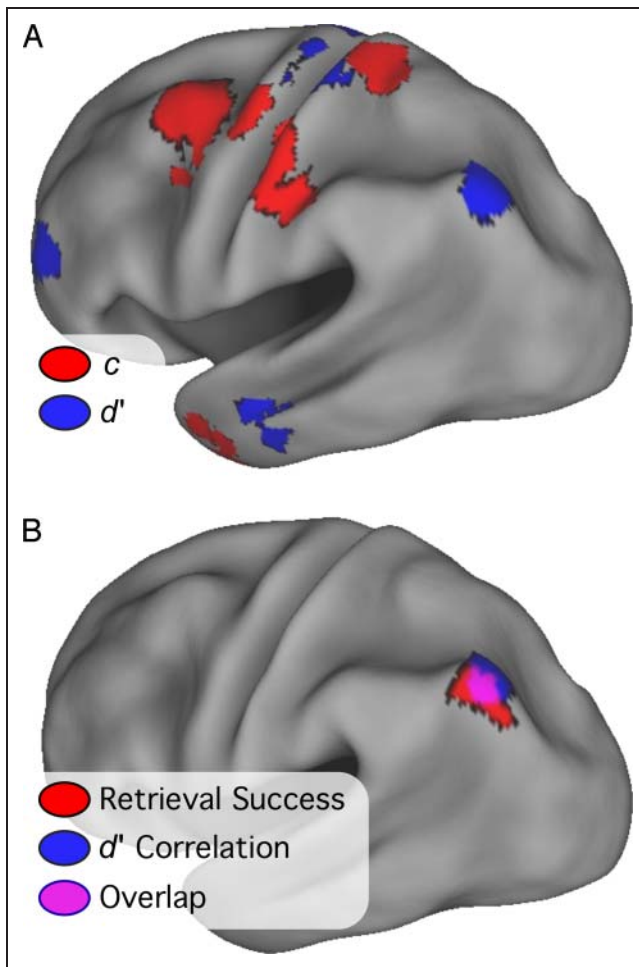 A
c
d'
B
Retrieval Success
d' Correlation
Overlap